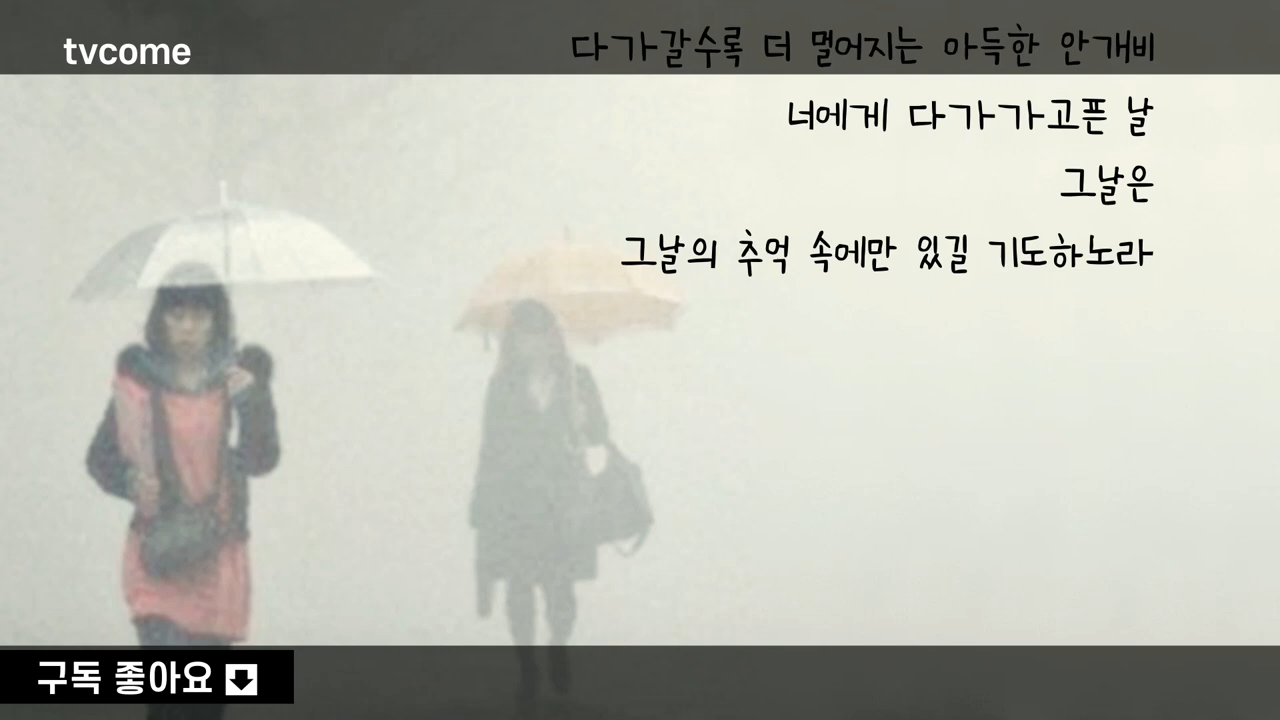 tvcome
다가갈수록 더 멀어지는 아득한 안개비
너에게 다가가고픈 날
그날은
그날의 추억 속에만 있길 기도하노라
구독 좋아요